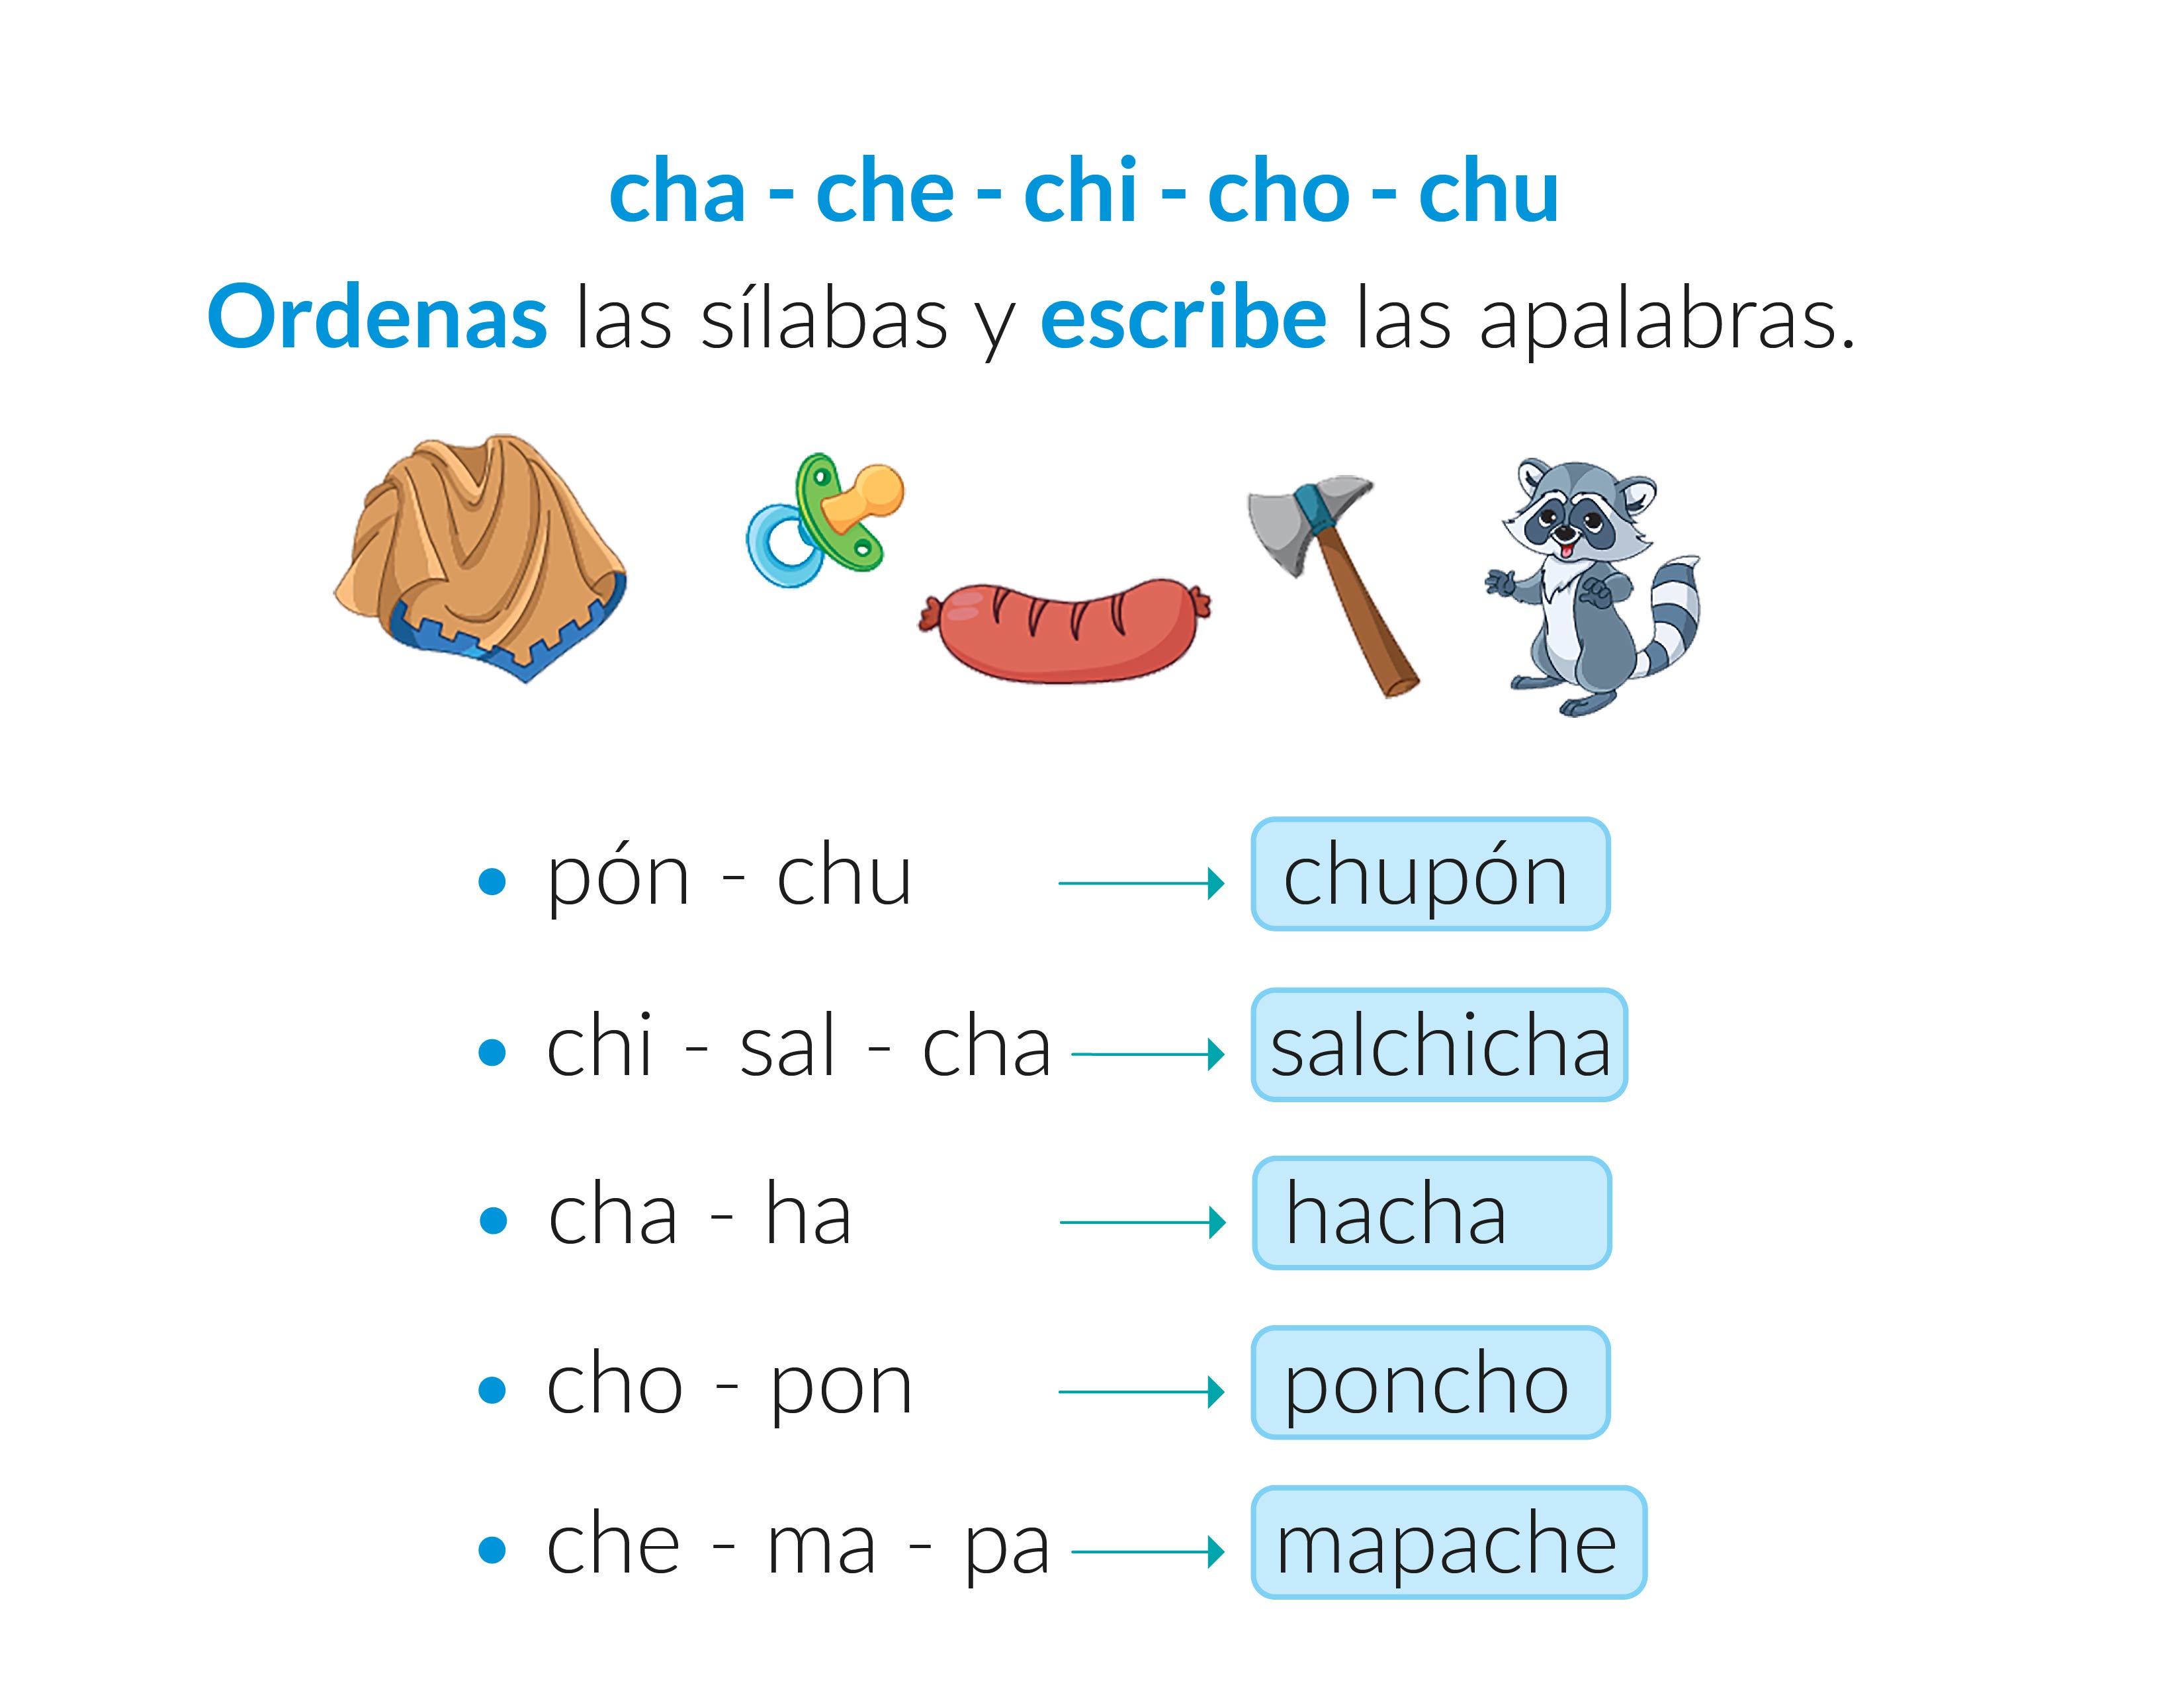 cha - che - chi - cho - chu
Ordenas las sílabas y escribe las apalabras.
pón - chu chupón
chi - sal - cha salchicha
cha - ha hacha
cho - pon poncho
che - ma - pa mapache